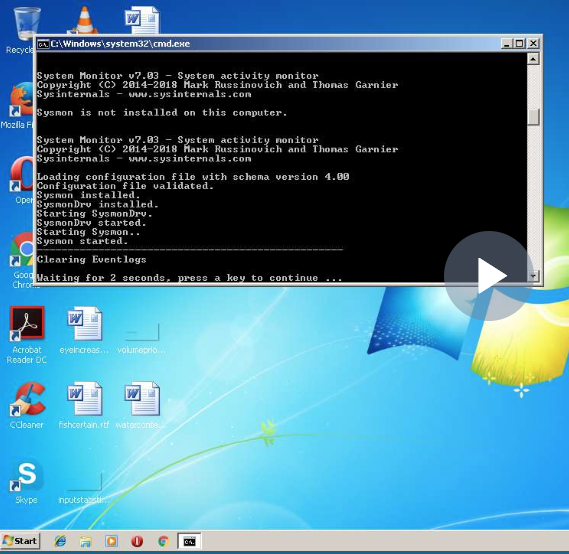 C:\Windows\system32\cmd.exe
System Monitor v7.03 - System activity monitor
Copyright (C) 2014-2018 Mark Russinovich and Thomas Garnier
Sysinternals - www.sysinternals.com
Sysmon is not installed on this computer.
System Monitor v7.03 - System activity monitor
Copyright (C) 2014-2018 Mark Russinovich and Thomas Garnier
Sysinternals - www.sysinternals.com
Loading configuration file with schema version 4.00
Configuration file validated.
Sysmon installed.
SysmonDrv installed.
Starting SysmonDrv.
SysmonDrv started.
Starting Sysmon..
Sysmon started.
Clearing Eventlogs
Waiting for 2 seconds, press a key to continue ...
Recycle
Mozilla Fi
Oper
Goog
Chrom
Acrobat
Reader DC
eyeincreas...
volumeprio...
CCleaner
fishcertain.rtf
waterconte...
Skype
inputstatistr...
Start